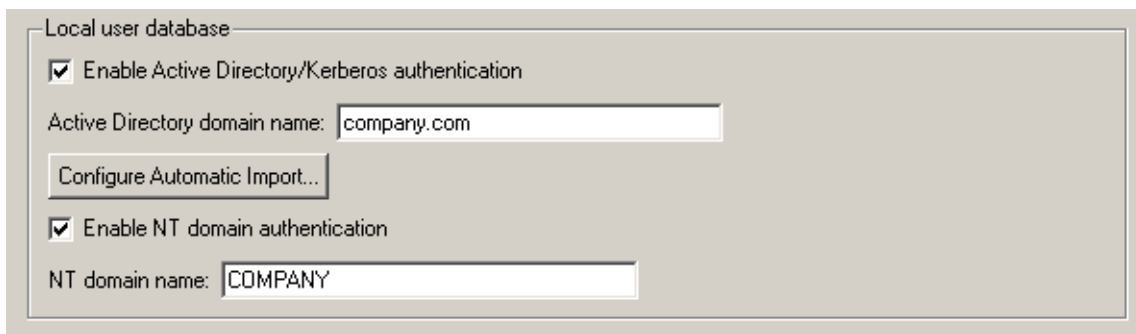 Local user database
Enable Active Directory/Kerberos authentication
Active Directory domain name: company.com
Configure Automatic Import...
Enable NT domain authentication
NT domain name: COMPANY